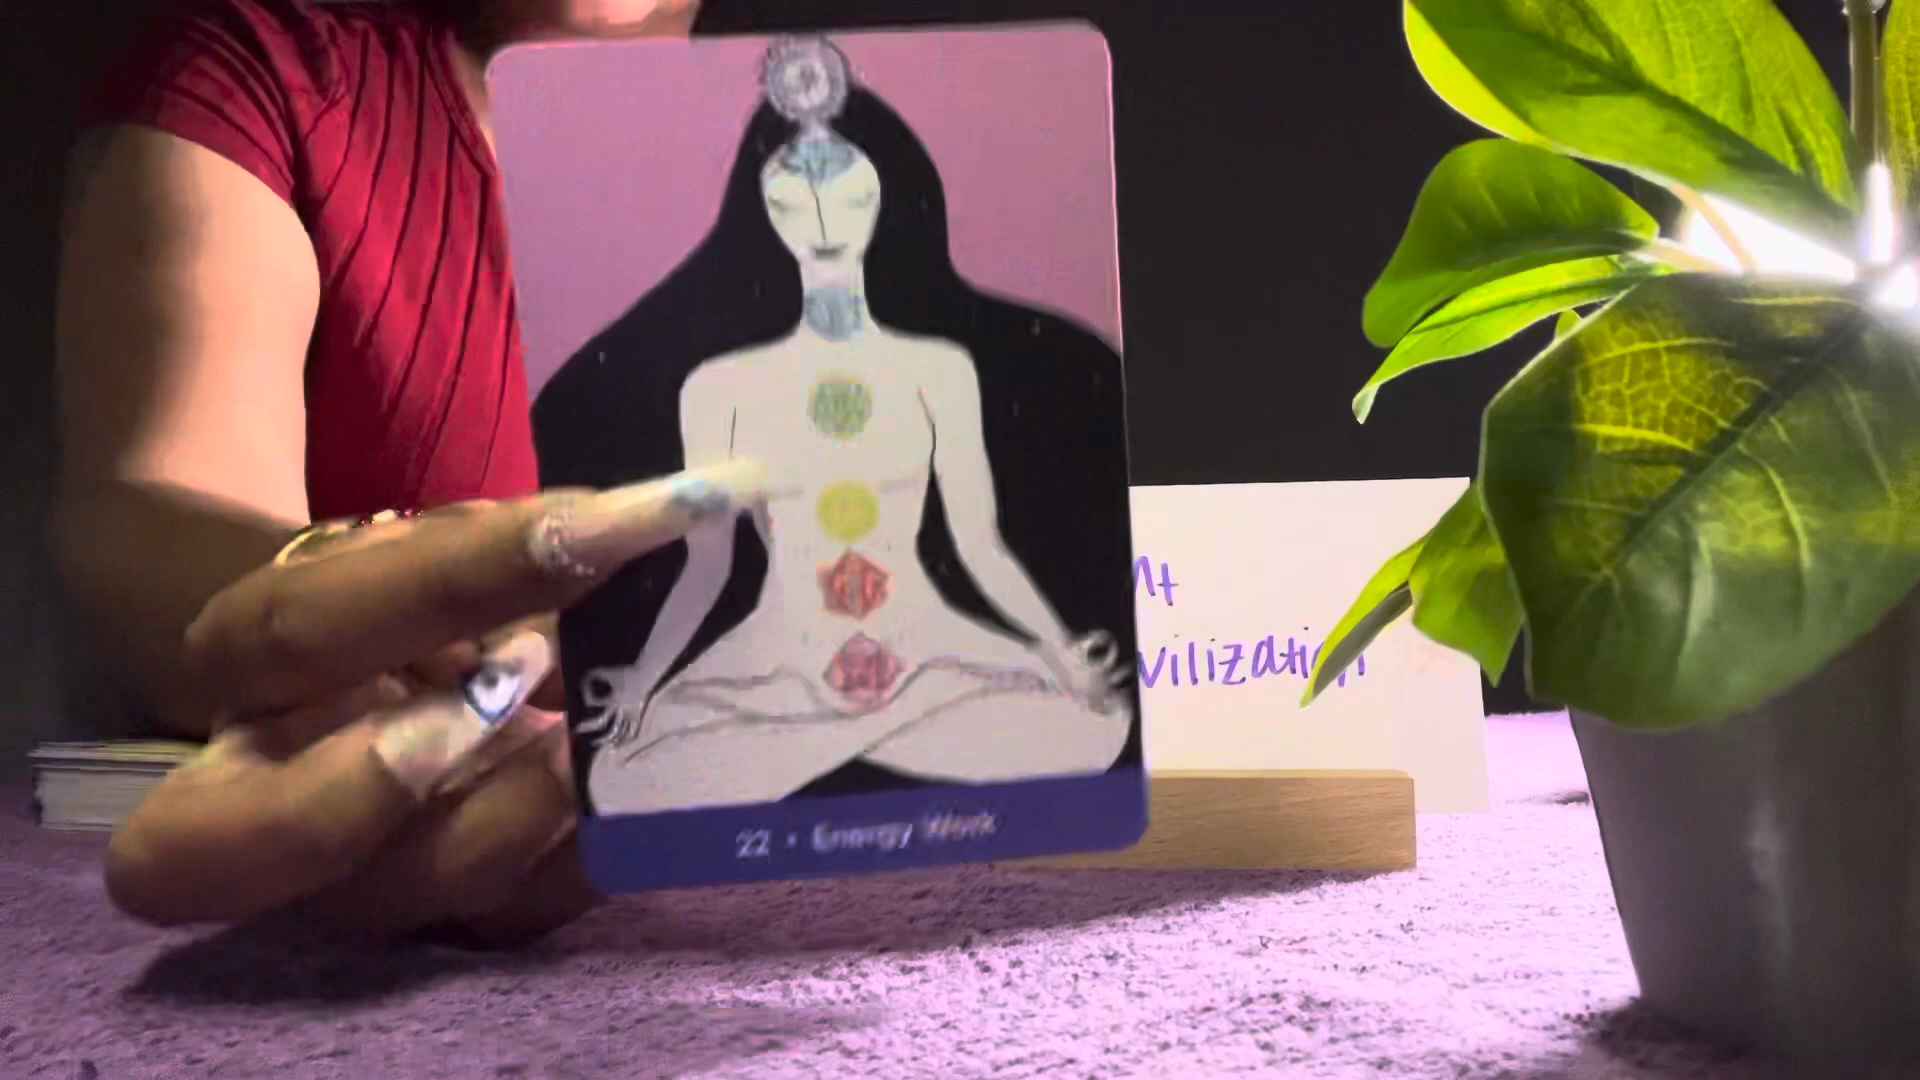 22 • Energy Work
nt
vilization